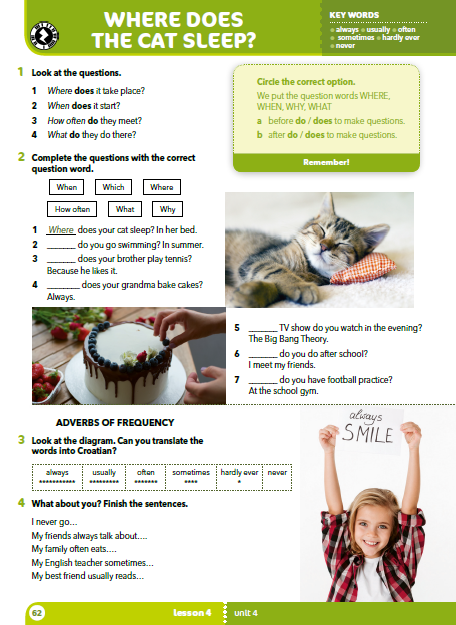 WHERE DOES
THE CAT SLEEP?
KEY WORDS
always usually often
sometimes hardly ever
never
1 Look at the questions.
1 Where does it take place?
2 When does it start?
3 How often do they meet?
4 What do they do there?
Circle the correct option.
We put the question words WHERE,
WHEN, WHY, WHAT
a before do / does to make questions.
b after do / does to make questions.
Remember!
2 Complete the questions with the correct
question word.
When Which Where
How often What Why
1 Where does your cat sleep? In her bed.
2 _______ do you go swimming? In summer.
3 _______ does your brother play tennis?
Because he likes it.
4 ________ does your grandma bake cakes?
Always.
5 _______ TV show do you watch in the evening?
The Big Bang Theory.
6 _______ do you do after school?
I meet my friends.
7 _______ do you have football practice?
At the school gym.
ADVERBS OF FREQUENCY
3 Look at the diagram. Can you translate the
words into Croatian?
always usually often sometimes hardly ever never
*********** ********* ******* **** *
4 What about you? Finish the sentences.
I never go...
My friends always talk about....
My family often eats....
My English teacher sometimes...
My best friend usually reads...
always
SMILE
62 lesson 4 unit 4